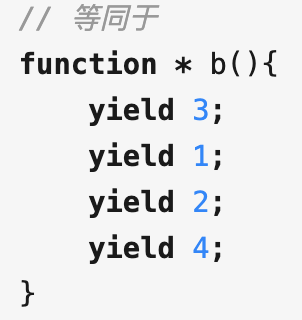 // 等同于
function * b(){
    yield 3;
    yield 1;
    yield 2;
    yield 4;
}